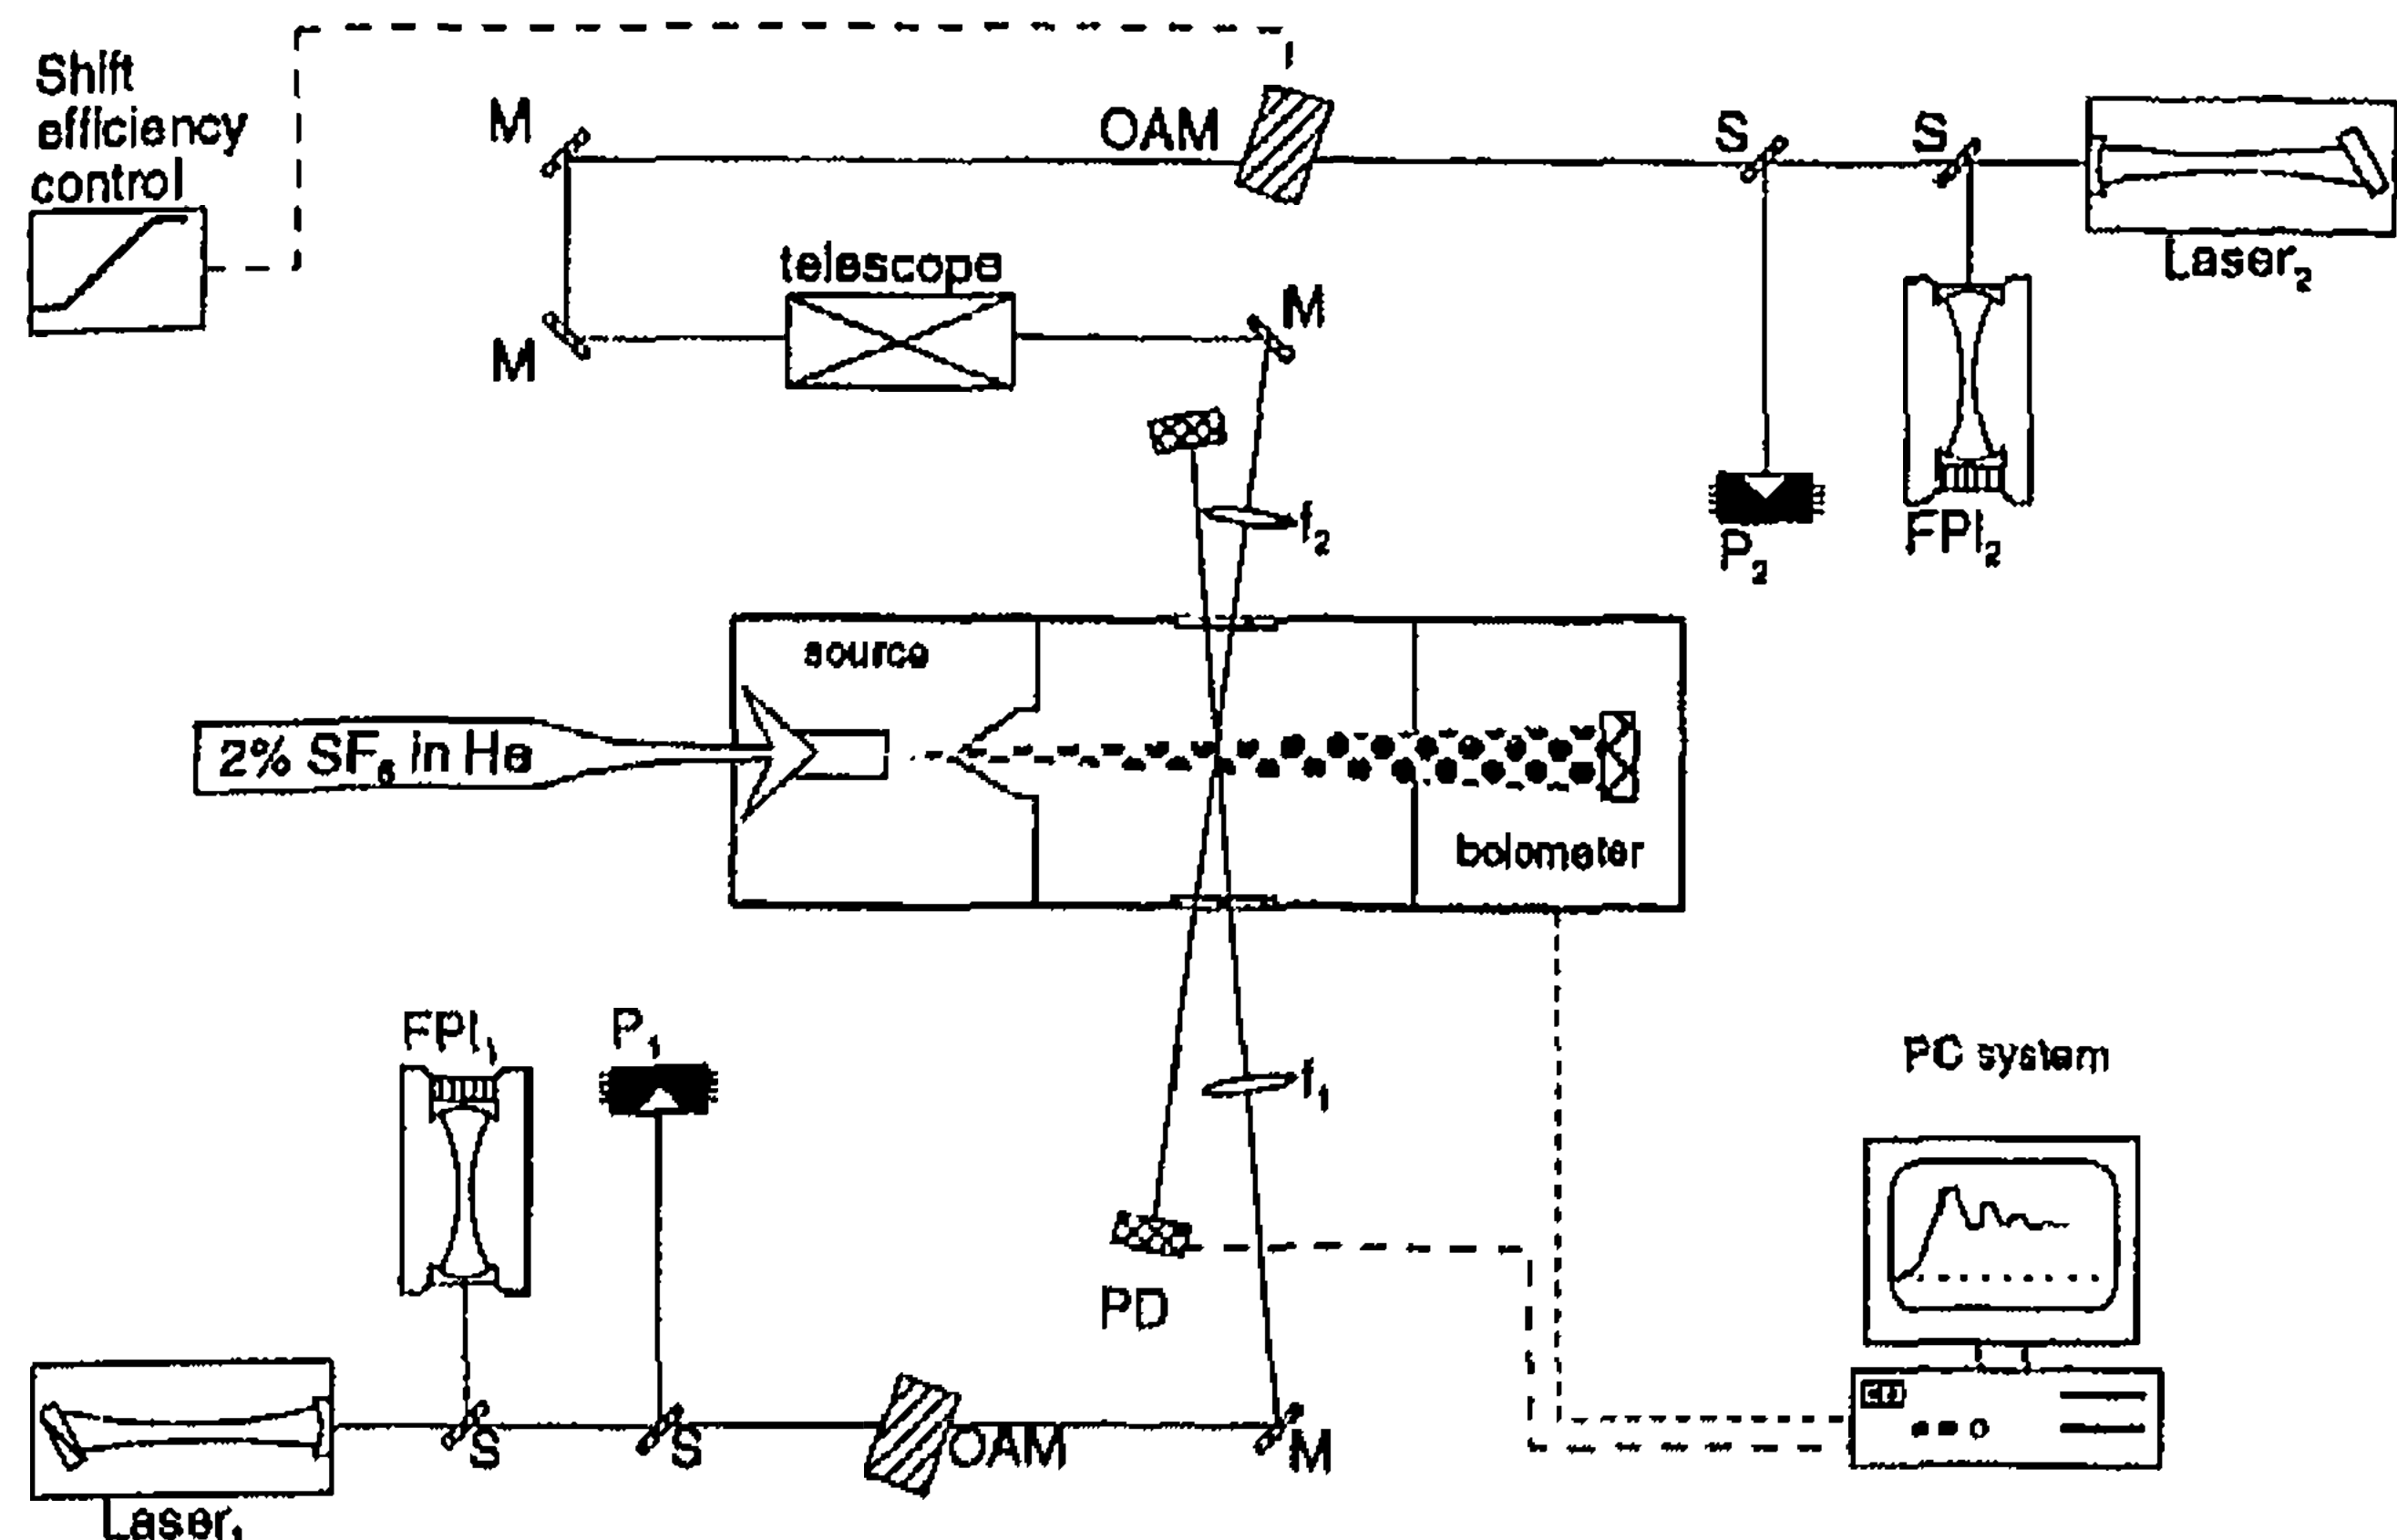 Shift
efficiency
control
M
OAM
S
S
Laser₂
telescope
M
M
f₂
P₂
FPI₂
source
2% SF₆ in He
bolometer
FPI₁
P₁
f₁
PC system
PD
S
S
OAM
M
Laser₁